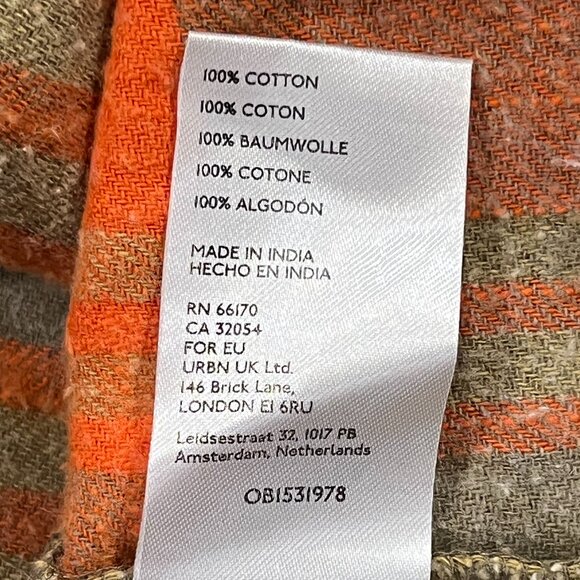 100% COTTON
100% COTON
100% BAUMWOLLE
100% COTONE
100% ALGODÓN
MADE IN INDIA
HECHO EN INDIA
RN 66170
CA 32054
FOR EU
URBN UK Ltd.
146 Brick Lane,
LONDON E1 6RU
Leidsestraat 32, 1017 PB
Amsterdam, Netherlands
OB1531978